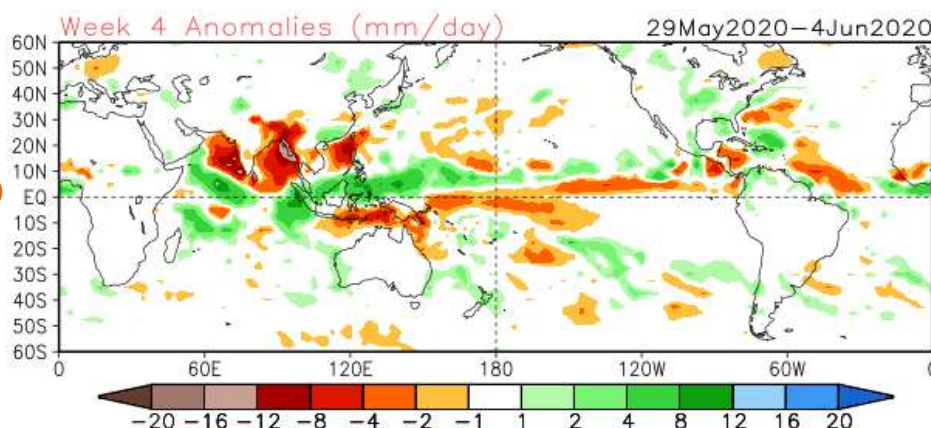 Week 4 Anomalies (mm/day) 29May2020–4Jun2020
60N
50N
40N
30N
20N
10N
EQ
10S
20S
30S
40S
50S
60S
0 60E 120E 180 120W 60W 0
−20 −16 −12 −8 −4 −2 −1 1 2 4 8 12 16 20